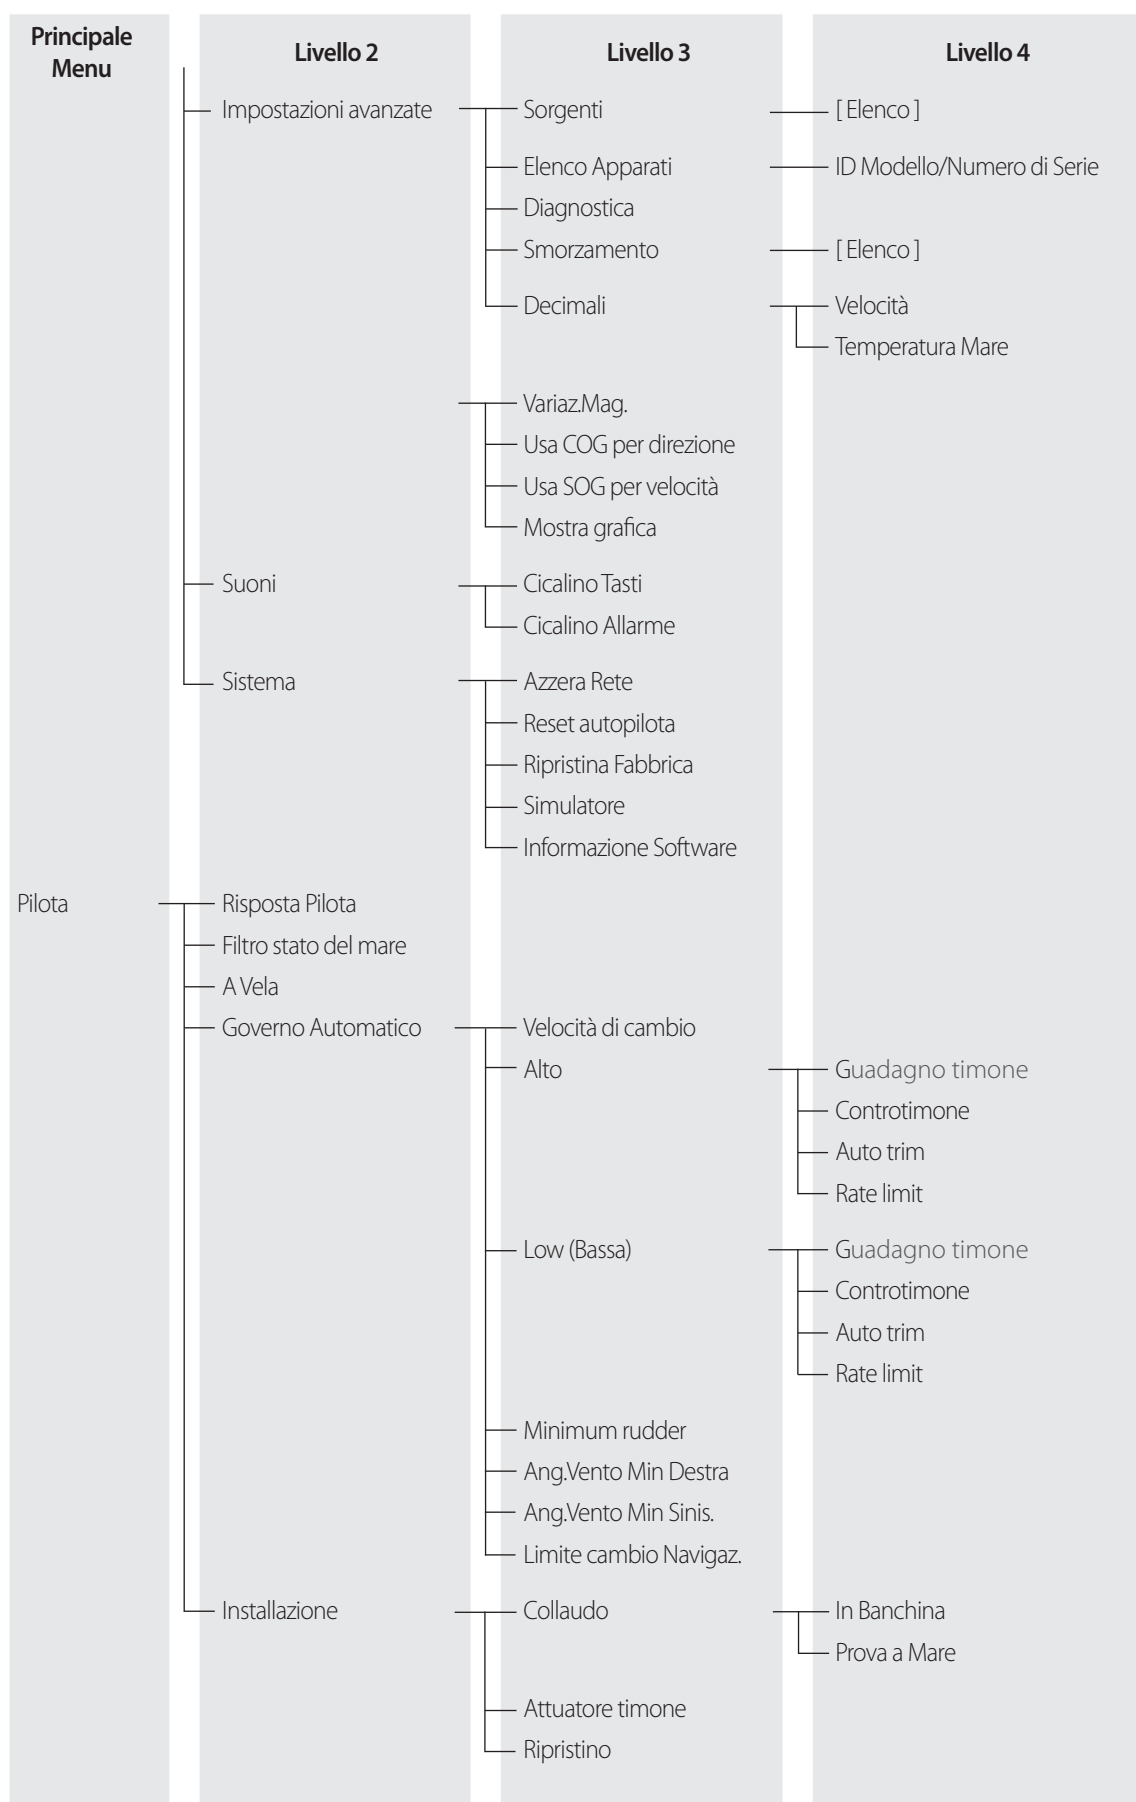 Principale
Menu
Livello 2
Livello 3
Livello 4
Impostazioni avanzate
Sorgenti
[ Elenco ]
Elenco Apparati
ID Modello/Numero di Serie
Diagnostica
Smorzamento
[ Elenco ]
Decimali
Velocità
Temperatura Mare
Variaz.Mag.
Usa COG per direzione
Usa SOG per velocità
Mostra grafica
Suoni
Cicalino Tasti
Cicalino Allarme
Sistema
Azzera Rete
Reset autopilota
Ripristina Fabbrica
Simulatore
Informazione Software
Pilota
Risposta Pilota
Filtro stato del mare
A Vela
Governo Automatico
Velocità di cambio
Alto
Guadagno timone
Controtimone
Auto trim
Rate limit
Low (Bassa)
Guadagno timone
Controtimone
Auto trim
Rate limit
Minimum rudder
Ang.Vento Min Destra
Ang.Vento Min Sinis.
Limite cambio Navigaz.
Installazione
Collaudo
In Banchina
Prova a Mare
Attuatore timone
Ripristino